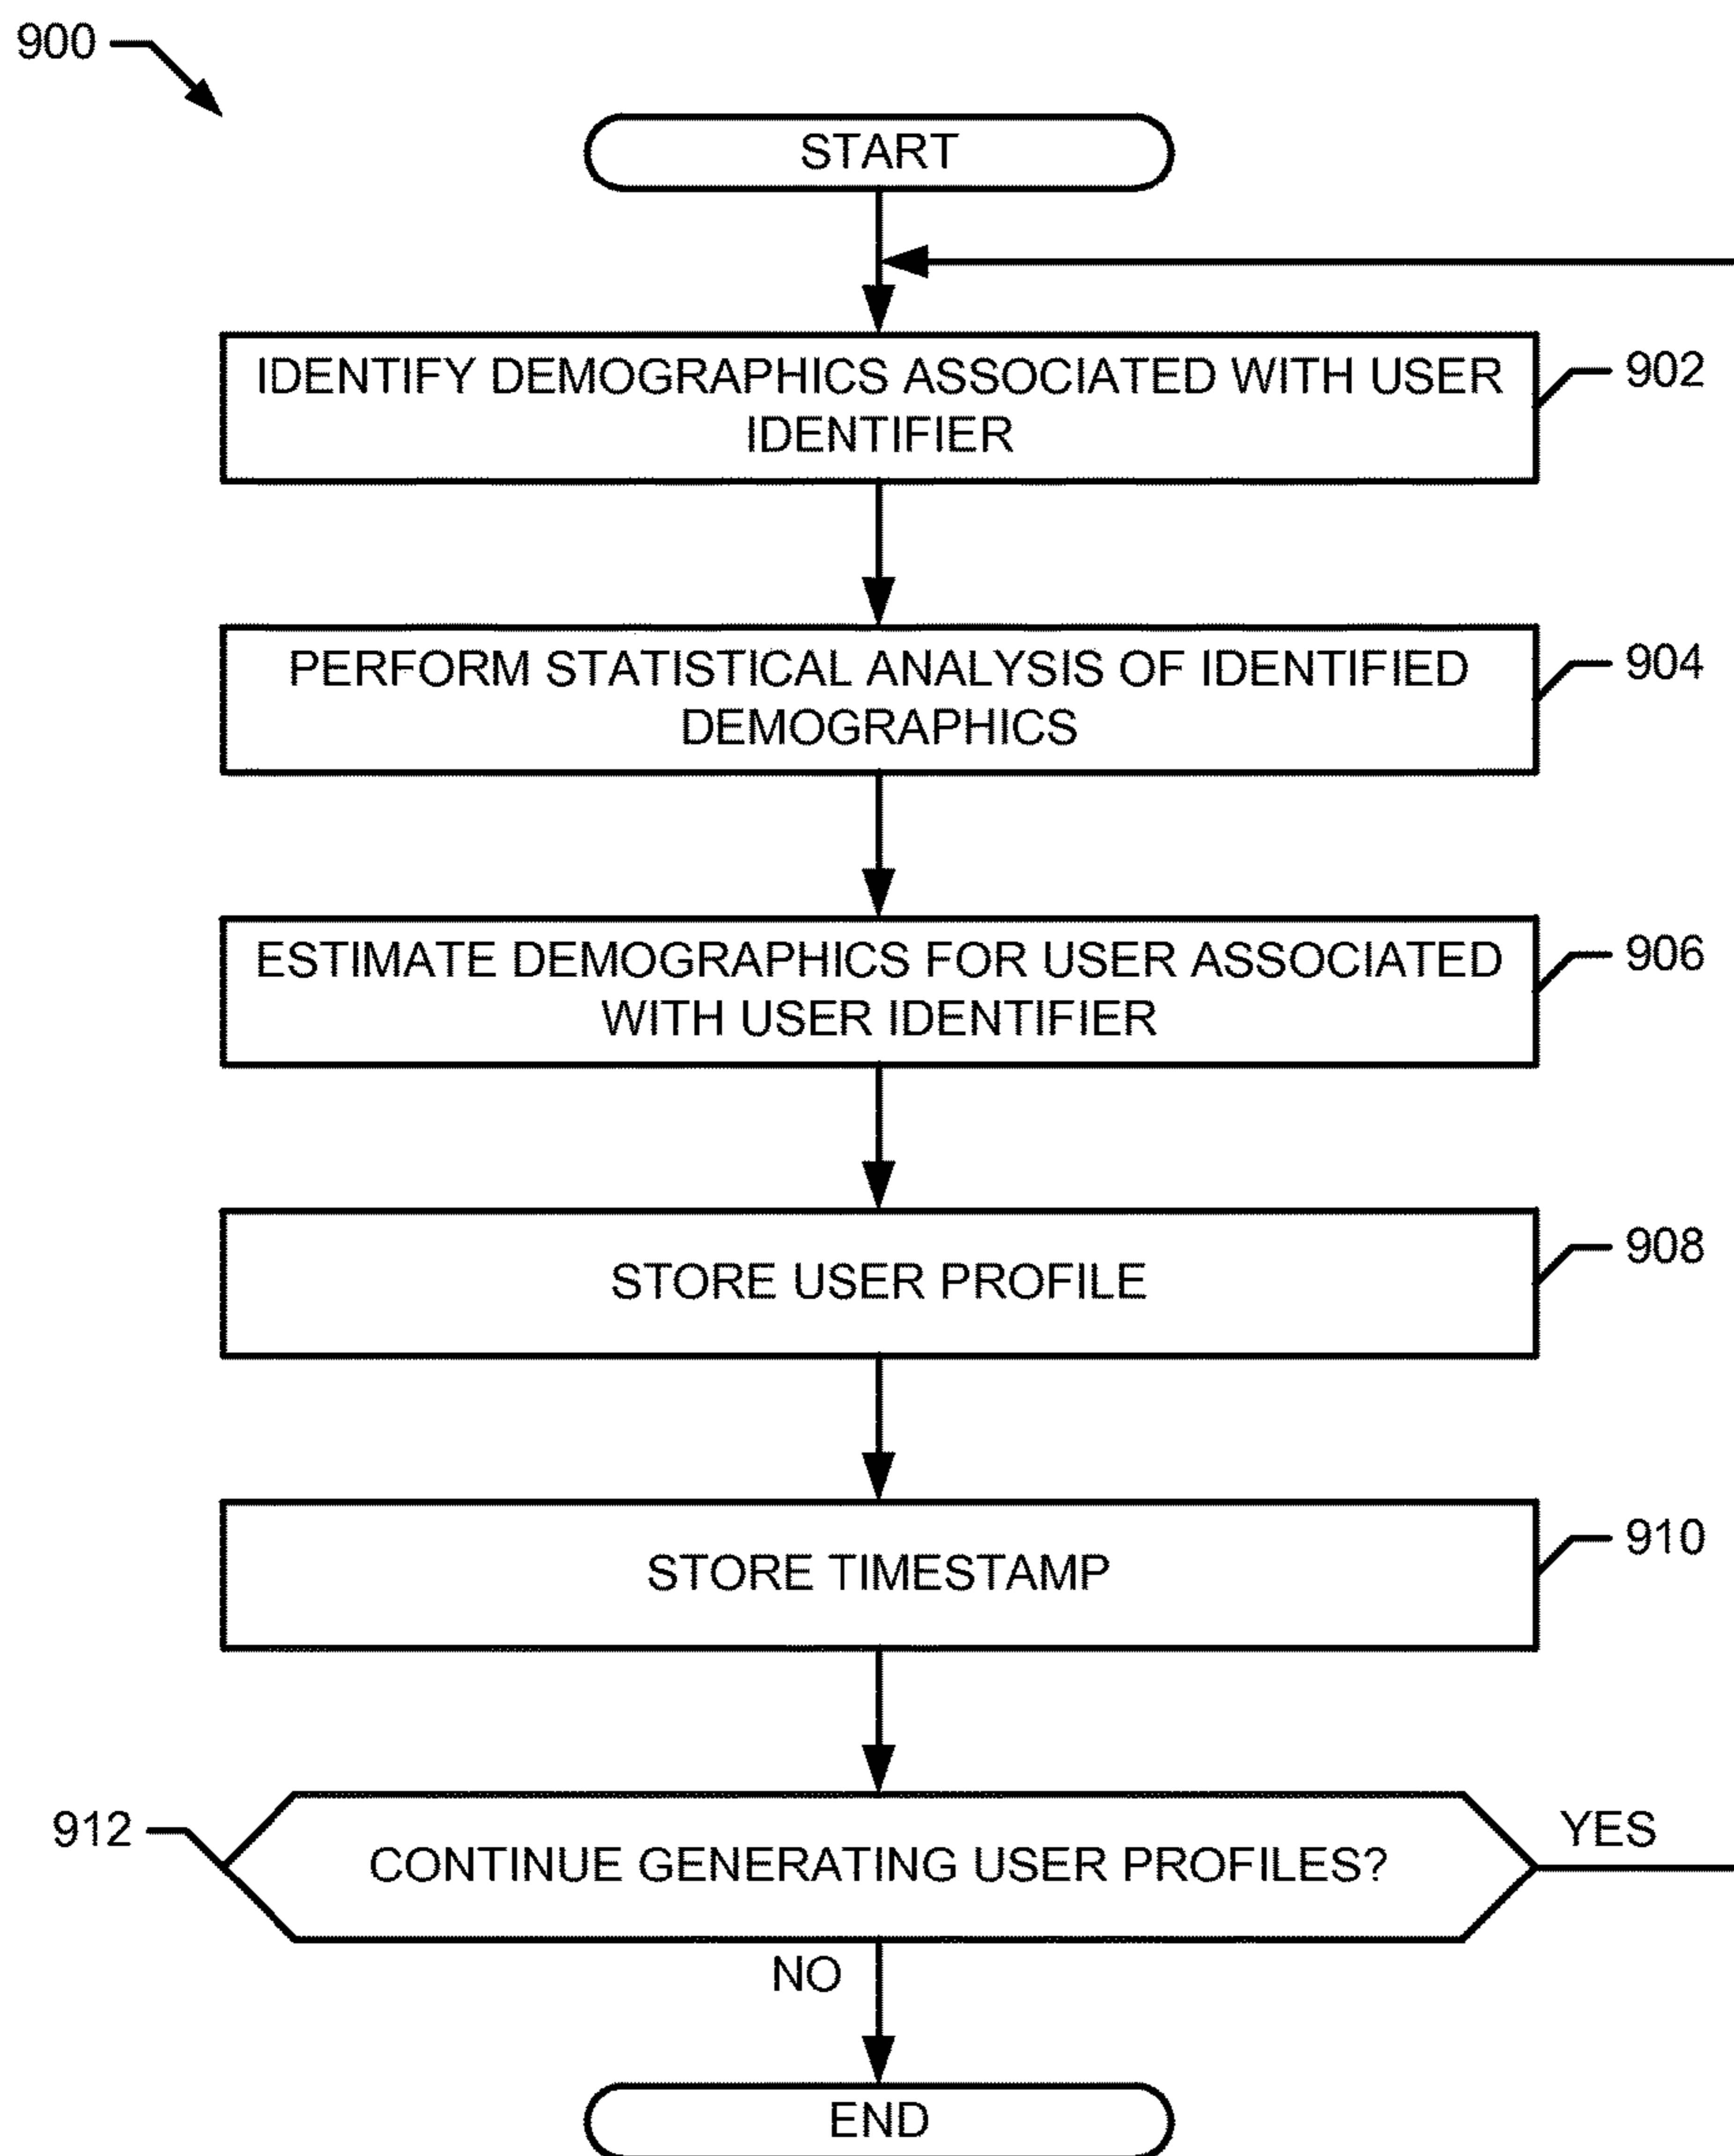 900
START
IDENTIFY DEMOGRAPHICS ASSOCIATED WITH USER
IDENTIFIER
902
PERFORM STATISTICAL ANALYSIS OF IDENTIFIED
DEMOGRAPHICS
904
ESTIMATE DEMOGRAPHICS FOR USER ASSOCIATED
WITH USER IDENTIFIER
906
STORE USER PROFILE
908
STORE TIMESTAMP
910
912
CONTINUE GENERATING USER PROFILES?
YES
NO
END